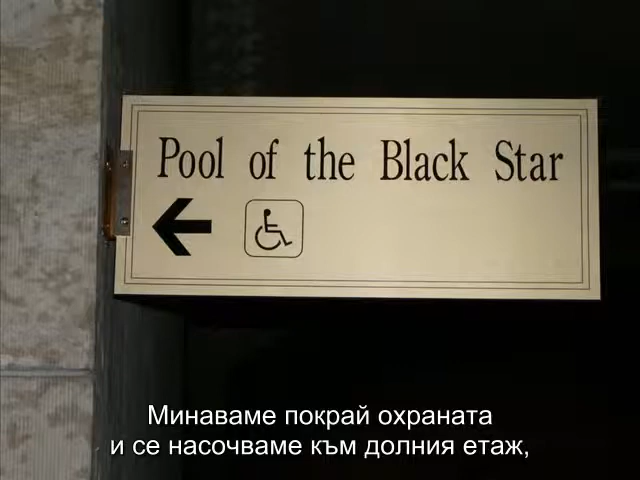 Pool of the Black Star
Минаваме покрай охраната
и се насочваме към долния етаж,